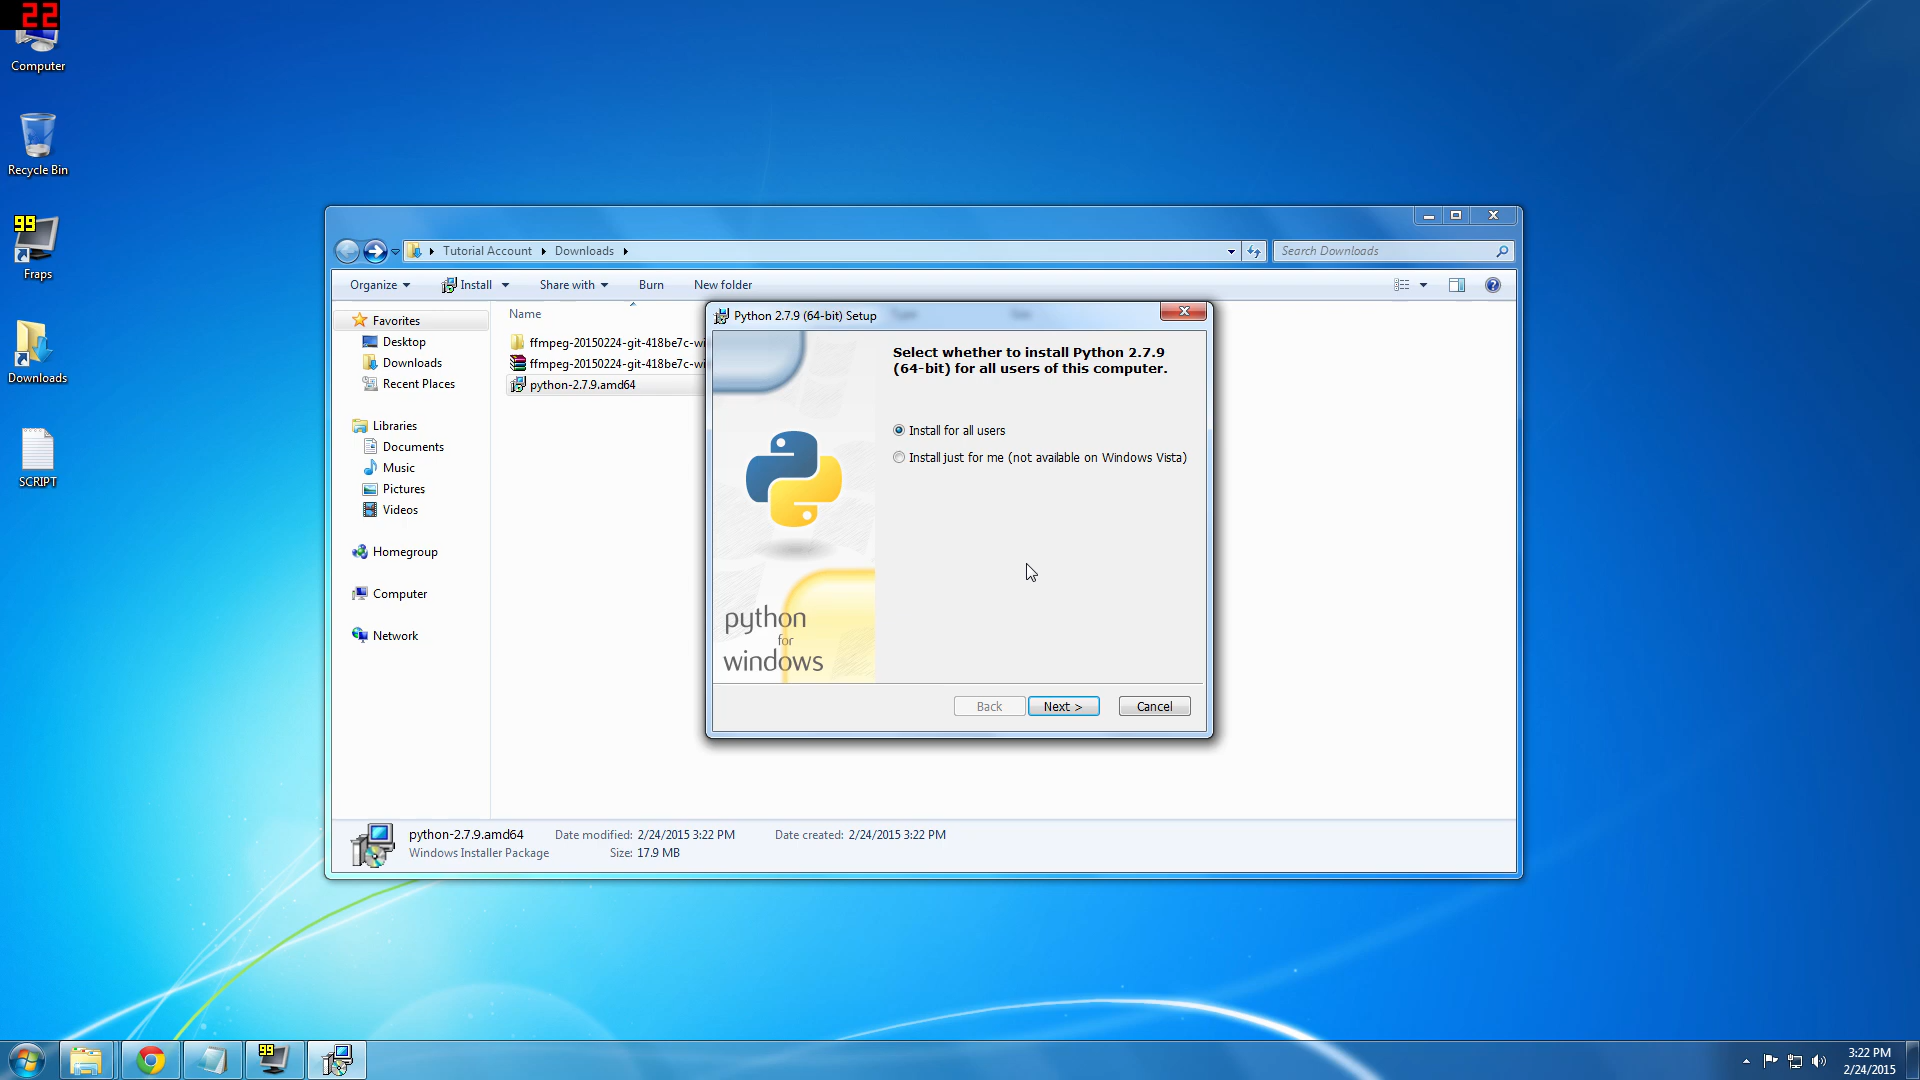 22
Computer
Recycle Bin
99
Fraps
Downloads
SCRIPT
Tutorial Account
Downloads
Search Downloads
Organize
Install
Share with
Burn
New folder
Favorites
Desktop
Downloads
Recent Places
Libraries
Documents
Music
Pictures
Videos
Homegroup
Computer
Network
Name
ffmpeg-20150224-git-418be7c-wi
ffmpeg-20150224-git-418be7c-wi
python-2.7.9.amd64
Python 2.7.9 (64-bit) Setup
Select whether to install Python 2.7.9
(64-bit) for all users of this computer.
Install for all users
Install just for me (not available on Windows Vista)
python
for
windows
Back
Next >
Cancel
python-2.7.9.amd64
Date modified: 2/24/2015 3:22 PM
Date created: 2/24/2015 3:22 PM
Windows Installer Package
Size: 17.9 MB
99
3:22 PM
2/24/2015